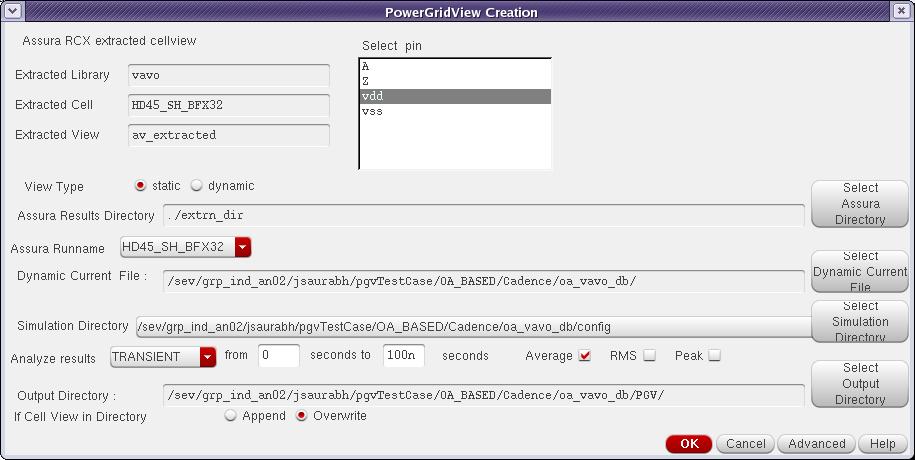 PowerGridView Creation
Assura RCX extracted cellview
Select pin
Extracted Library vavo
Extracted Cell HD45_SH_BFX32
Extracted View av_extracted
A
Z
vdd
vss
View Type static dynamic
Select
Assura
Directory
Assura Results Directory ./extrn_dir
Assura Runname HD45_SH_BFX32
Select
Dynamic Current
File
Dynamic Current File : /sev/grp_ind_an02/jsaurabh/pgvTestCase/OA_BASED/Cadence/oa_vavo_db/
Select
Simulation
Directory
Simulation Directory /sev/grp_ind_an02/jsaurabh/pgvTestCase/OA_BASED/Cadence/oa_vavo_db/config
Analyze results TRANSIENT from 0 seconds to 100n seconds Average RMS Peak
Select
Output
Directory
Output Directory : /sev/grp_ind_an02/jsaurabh/pgvTestCase/OA_BASED/Cadence/oa_vavo_db/PGV/
If Cell View in Directory Append Overwrite
OK Cancel Advanced Help